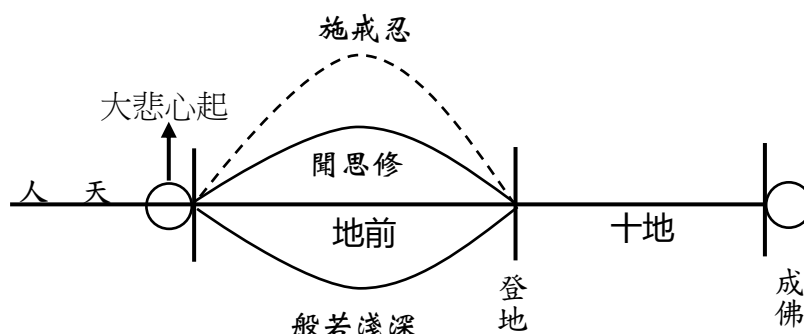 施戒忍
大悲心起
聞思修
人 天
地前
十地
登地
成佛
般若淺深